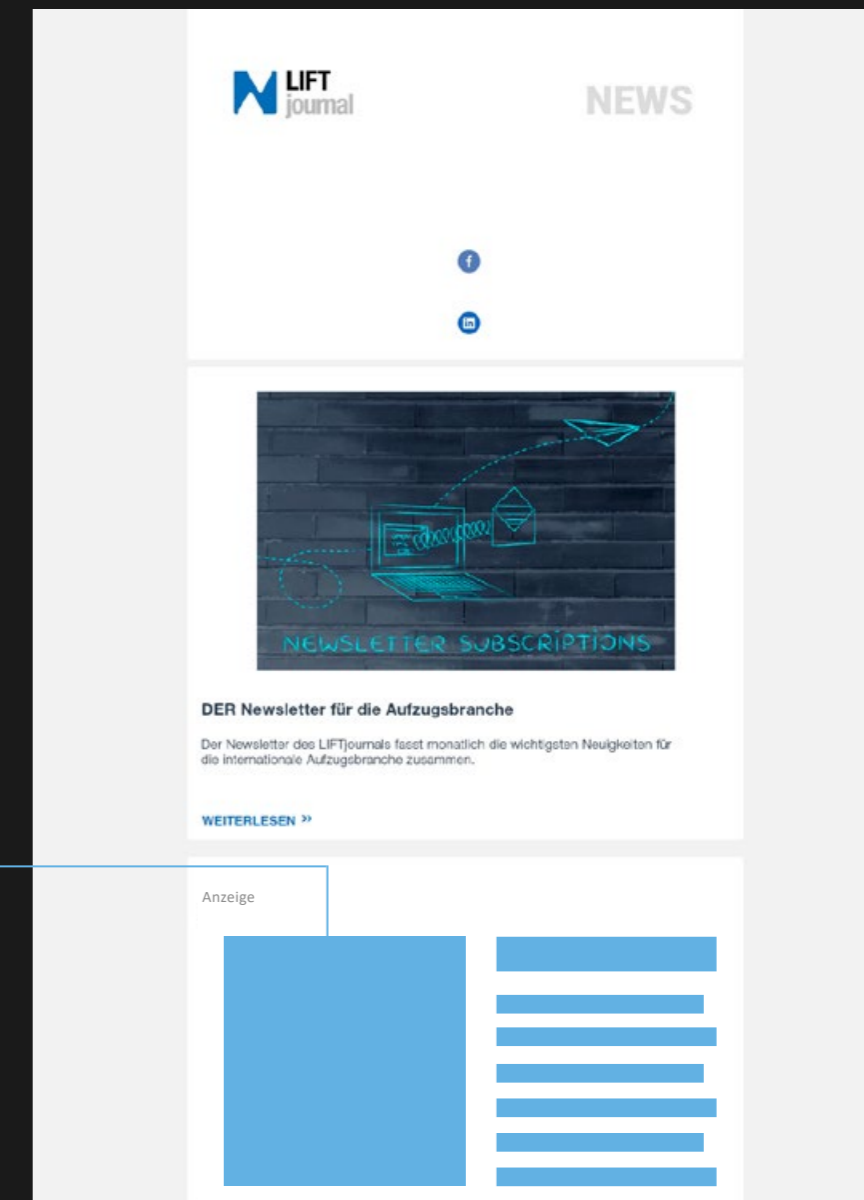 LIFT
journal
NEWS
NEWSLETTER SUBSCRIPTIONS
DER Newsletter für die Aufzugsbranche
Der Newsletter des LIFTjournals fasst monatlich die wichtigsten Neuigkeiten für
die internationale Aufzugsbranche zusammen.
WEITERLESEN »
Anzeige